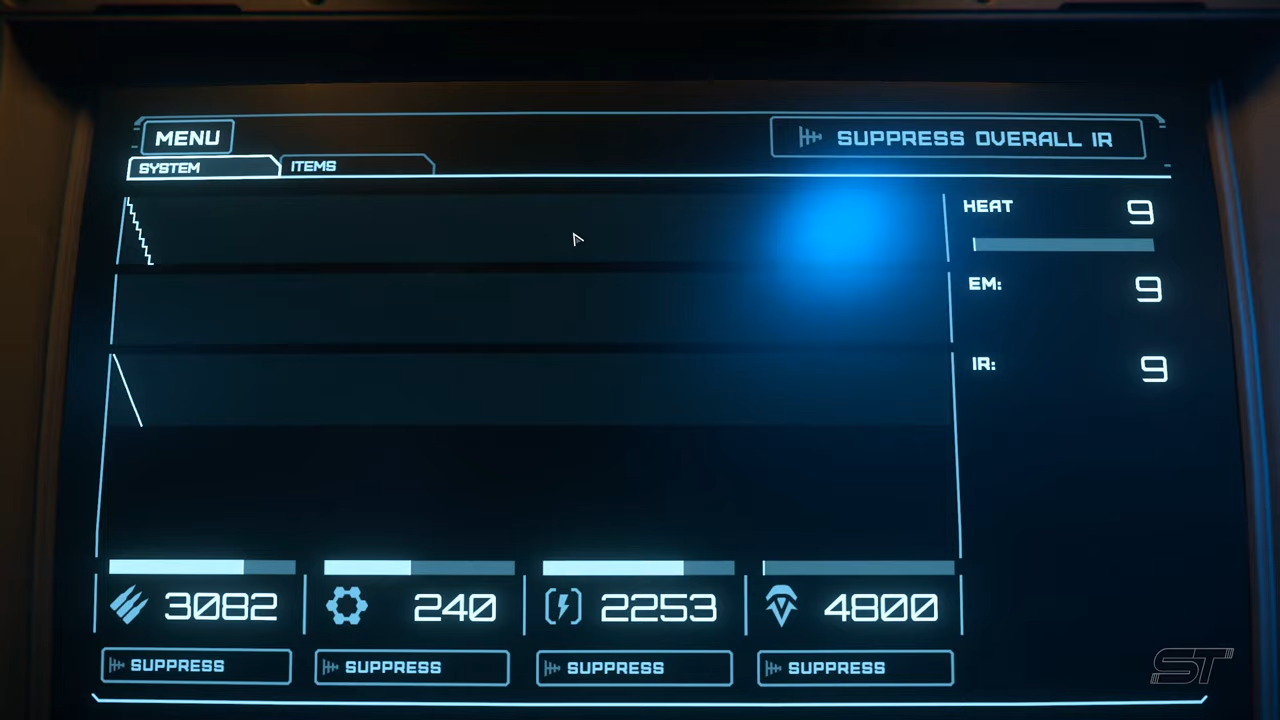 MENU
SUPPRESS OVERALL IR
SYSTEM
ITEMS
HEAT 9
EM: 9
IR: 9
3082
240
2253
4800
SUPPRESS
SUPPRESS
SUPPRESS
SUPPRESS
ST